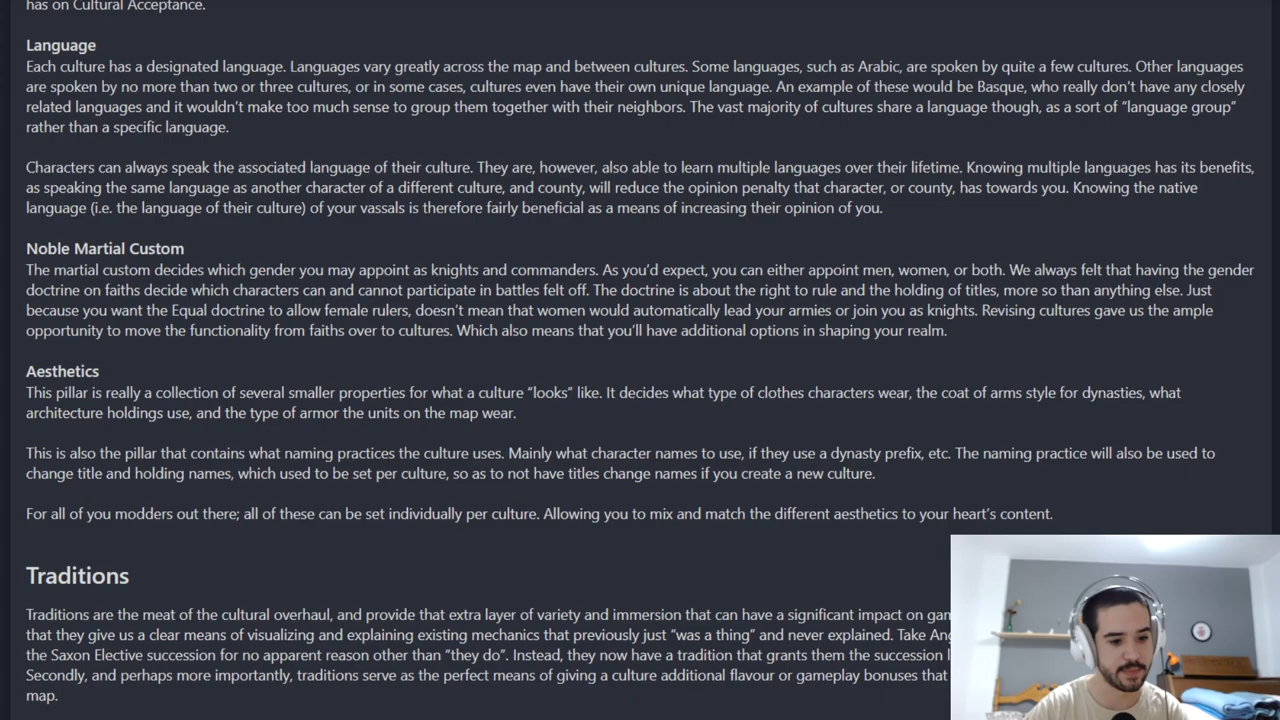 has on Cultural Acceptance.
Language
Each culture has a designated language. Languages vary greatly across the map and between cultures. Some languages, such as Arabic, are spoken by quite a few cultures. Other languages
are spoken by no more than two or three cultures, or in some cases, cultures even have their own unique language. An example of these would be Basque, who really don't have any closely
related languages and it wouldn't make too much sense to group them together with their neighbors. The vast majority of cultures share a language though, as a sort of “language group”
rather than a specific language.
Characters can always speak the associated language of their culture. They are, however, also able to learn multiple languages over their lifetime. Knowing multiple languages has its benefits,
as speaking the same language as another character of a different culture, and county, will reduce the opinion penalty that character, or county, has towards you. Knowing the native
language (i.e. the language of their culture) of your vassals is therefore fairly beneficial as a means of increasing their opinion of you.
Noble Martial Custom
The martial custom decides which gender you may appoint as knights and commanders. As you'd expect, you can either appoint men, women, or both. We always felt that having the gender
doctrine on faiths decide which characters can and cannot participate in battles felt off. The doctrine is about the right to rule and the holding of titles, more so than anything else. Just
because you want the Equal doctrine to allow female rulers, doesn't mean that women would automatically lead your armies or join you as knights. Revising cultures gave us the ample
opportunity to move the functionality from faiths over to cultures. Which also means that you'll have additional options in shaping your realm.
Aesthetics
This pillar is really a collection of several smaller properties for what a culture “looks” like. It decides what type of clothes characters wear, the coat of arms style for dynasties, what
architecture holdings use, and the type of armor the units on the map wear.
This is also the pillar that contains what naming practices the culture uses. Mainly what character names to use, if they use a dynasty prefix, etc. The naming practice will also be used to
change title and holding names, which used to be set per culture, so as to not have titles change names if you create a new culture.
For all of you modders out there; all of these can be set individually per culture. Allowing you to mix and match the different aesthetics to your heart's content.
Traditions
Traditions are the meat of the cultural overhaul, and provide that extra layer of variety and immersion that can have a significant impact on
that they give us a clear means of visualizing and explaining existing mechanics that previously just “was a thing” and never explained. Take
the Saxon Elective succession for no apparent reason other than “they do”. Instead, they now have a tradition that grants them the succession
Secondly, and perhaps more importantly, traditions serve as the perfect means of giving a culture additional flavour or gameplay bonuses that
map.